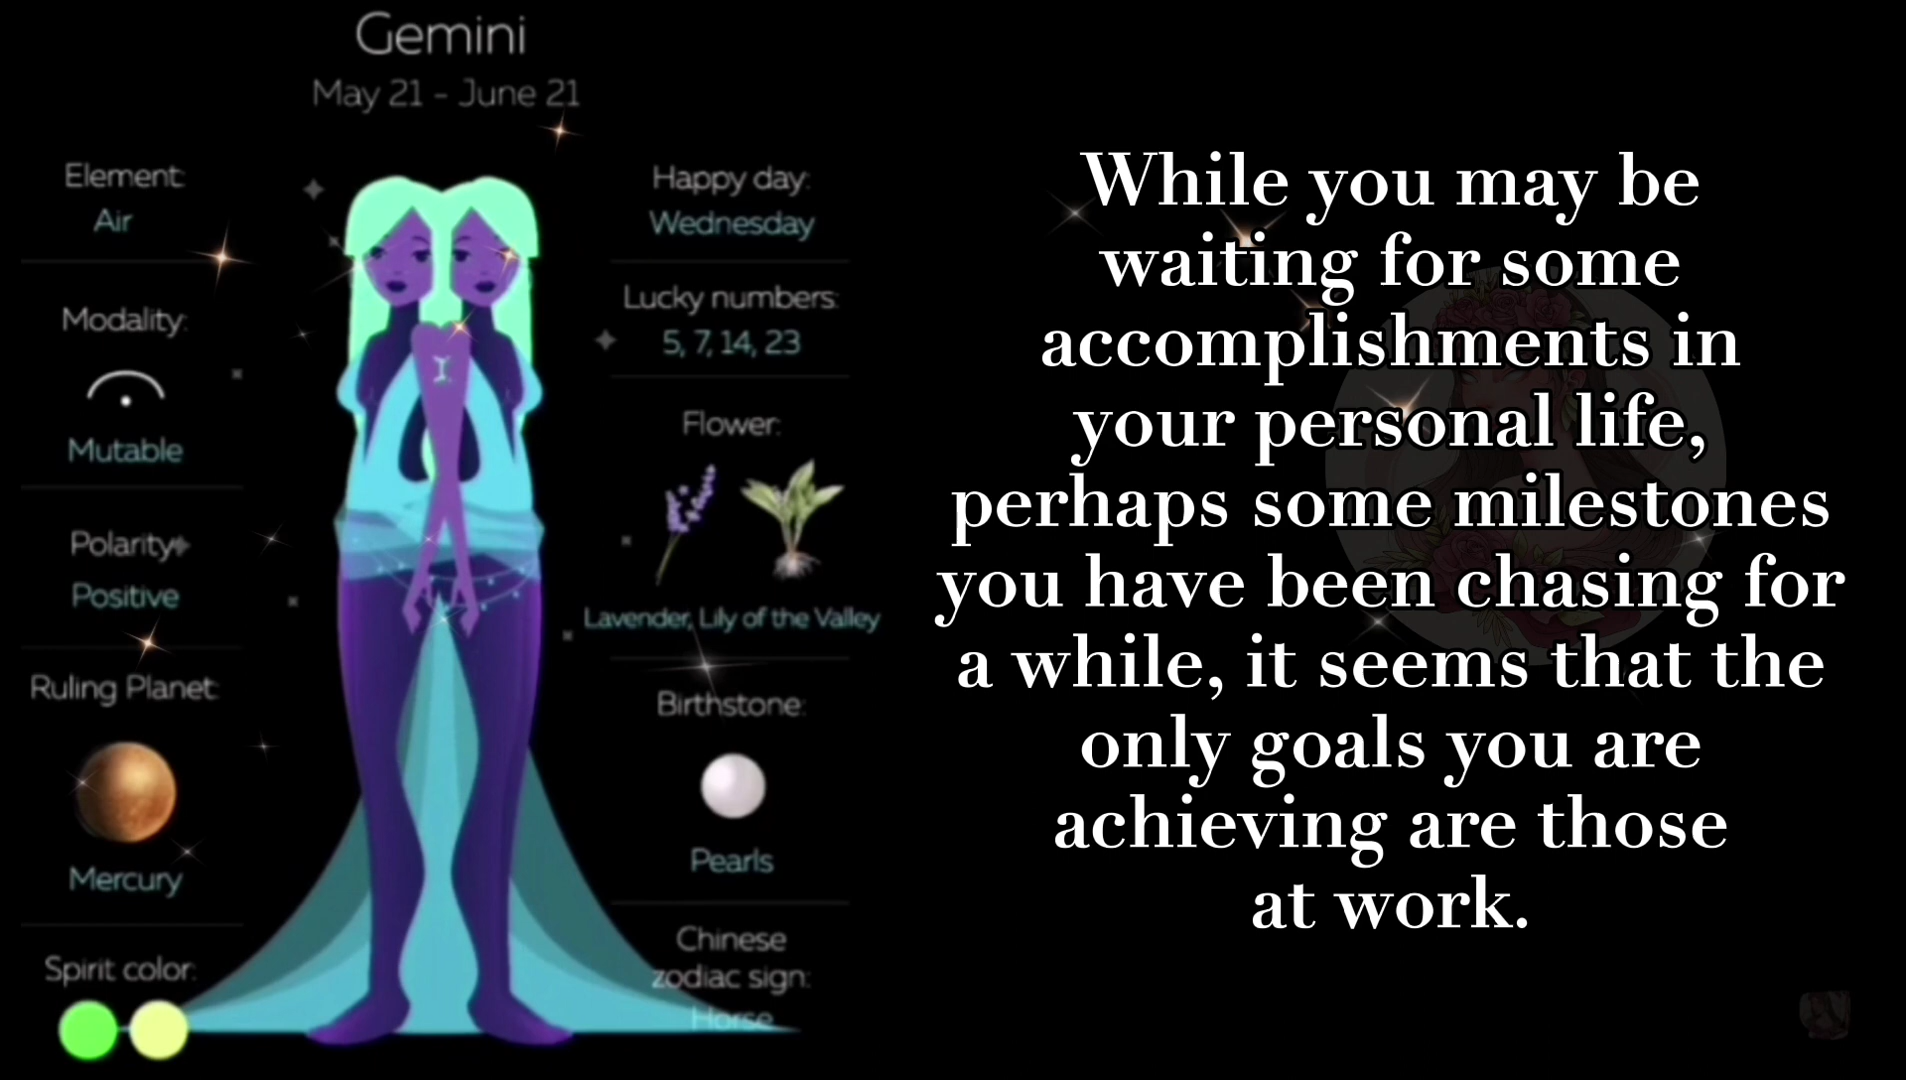 Gemini
May 21 - June 21
Element:
Air
Modality:
Mutable
Polarity:
Positive
Ruling Planet:
Mercury
Spirit color:
Happy day:
Wednesday
Lucky numbers:
5, 7, 14, 23
Flower:
Lavender, Lily of the Valley
Birthstone:
Pearls
Chinese
zodiac sign:
Horse
While you may be
waiting for some
accomplishments in
your personal life,
perhaps some milestones
you have been chasing for
a while, it seems that the
only goals you are
achieving are those
at work.